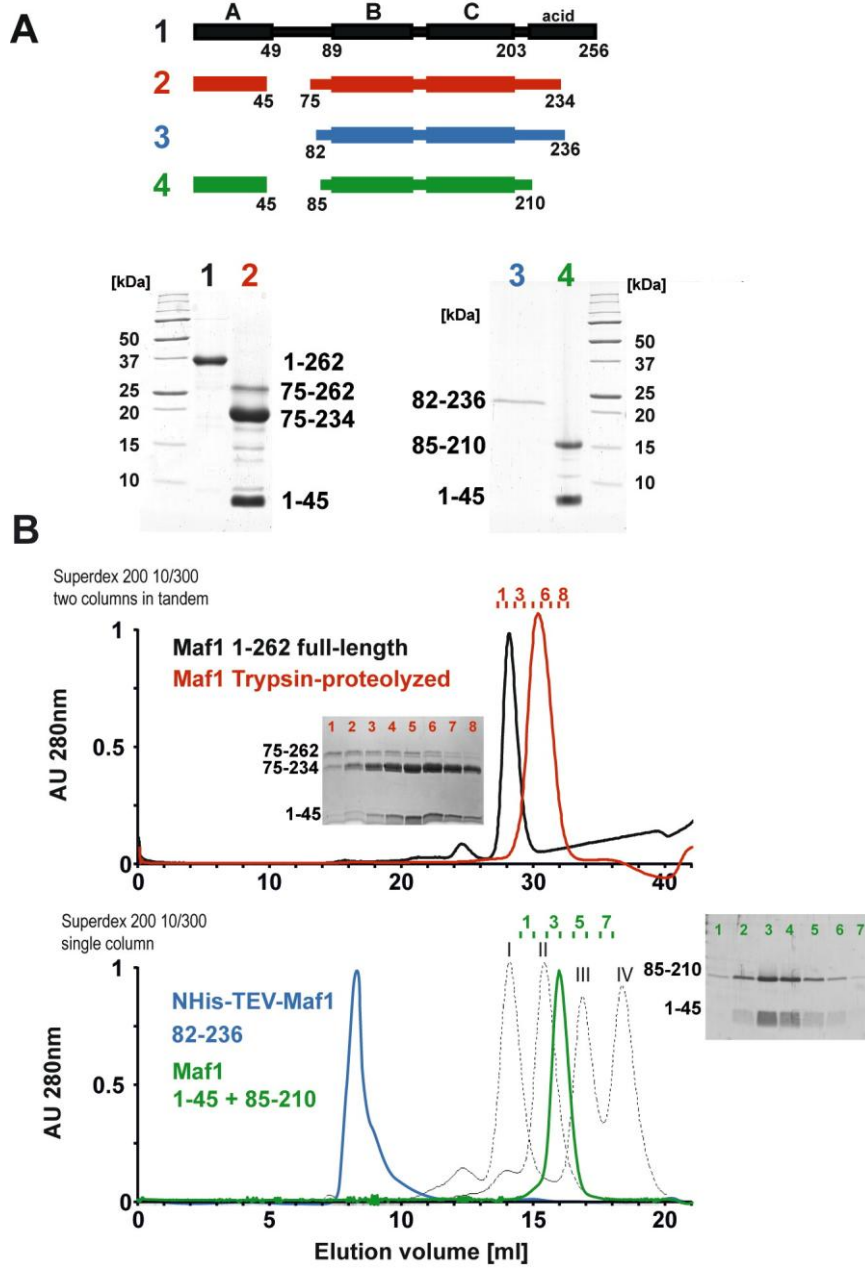 A
A B C acid
1
49 89 203 256
2
45 75 234
3
82 236
4
45 85 210
[kDa] 1 2
50
37
25
20
15
10
1-262
75-262
75-234
1-45
3 4 [kDa]
[kDa]
82-236
85-210
1-45
50
37
25
20
15
10
B
Superdex 200 10/300
two columns in tandem
1 3 6 8
Maf1 1-262 full-length
Maf1 Trypsin-proteolyzed
1 2 3 4 5 6 7 8
75-262
75-234
1-45
AU 280nm
1
0.5
0
0 10 20 30 40
Superdex 200 10/300
single column
1 3 5 7
I II III IV
NHis-TEV-Maf1
82-236
Maf1
1-45 + 85-210
1 2 3 4 5 6 7
85-210
1-45
AU 280nm
1
0.5
0
0 5 10 15 20
Elution volume [ml]